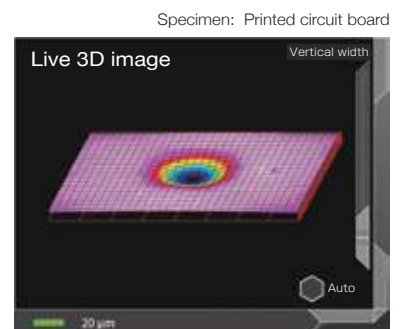 Specimen: Printed circuit board
Live 3D image
Vertical width
Auto
20 µm